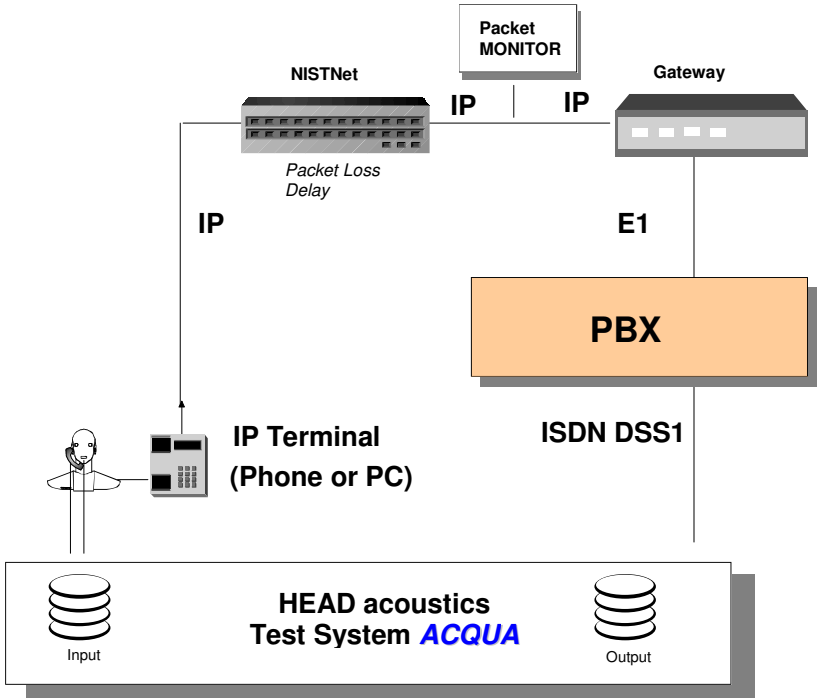 Packet
MONITOR
NISTNet
Gateway
IP
IP
Packet Loss
Delay
IP
E1
PBX
ISDN DSS1
IP Terminal
(Phone or PC)
HEAD acoustics
Test System ACQUA
Input
Output